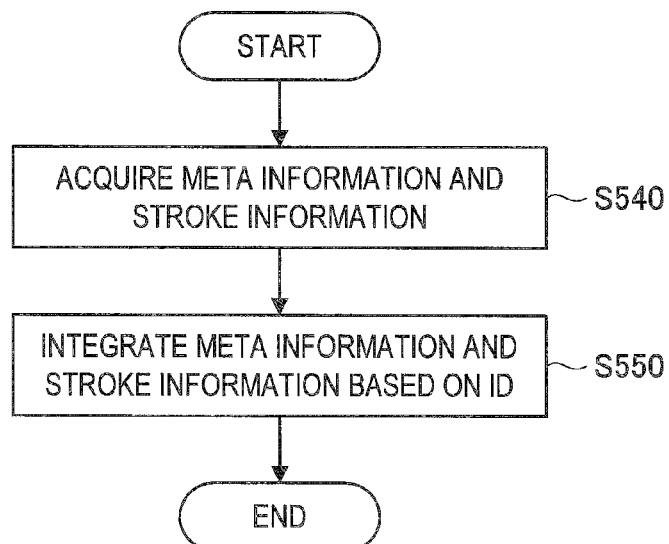 START
ACQUIRE META INFORMATION AND
STROKE INFORMATION
S540
INTEGRATE META INFORMATION AND
STROKE INFORMATION BASED ON ID
S550
END